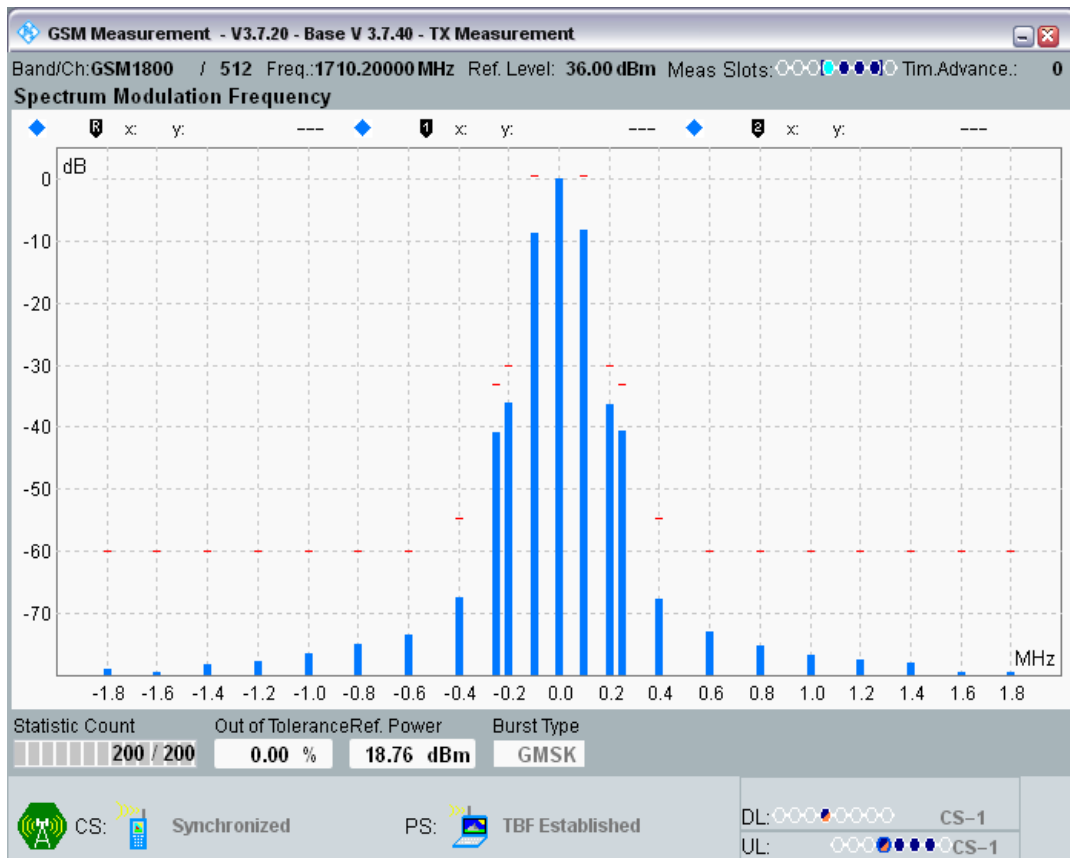 GSM Measurement - V3.7.20 - Base V 3.7.40 - TX Measurement
Band/Ch:GSM1800 / 512 Freq.:1710.20000 MHz Ref. Level: 36.00 dBm Meas Slots: Tim.Advance.: 0
Spectrum Modulation Frequency
R x: y: --- 1 x: y: --- 2 x: y: ---
dB
0
-10
-20
-30
-40
-50
-60
-70
MHz
-1.8 -1.6 -1.4 -1.2 -1.0 -0.8 -0.6 -0.4 -0.2 0.0 0.2 0.4 0.6 0.8 1.0 1.2 1.4 1.6 1.8
Statistic Count Out of Tolerance Ref. Power Burst Type
200 / 200 0.00 % 18.76 dBm GMSK
CS: Synchronized PS: TBF Established
DL: CS-1
UL: CS-1